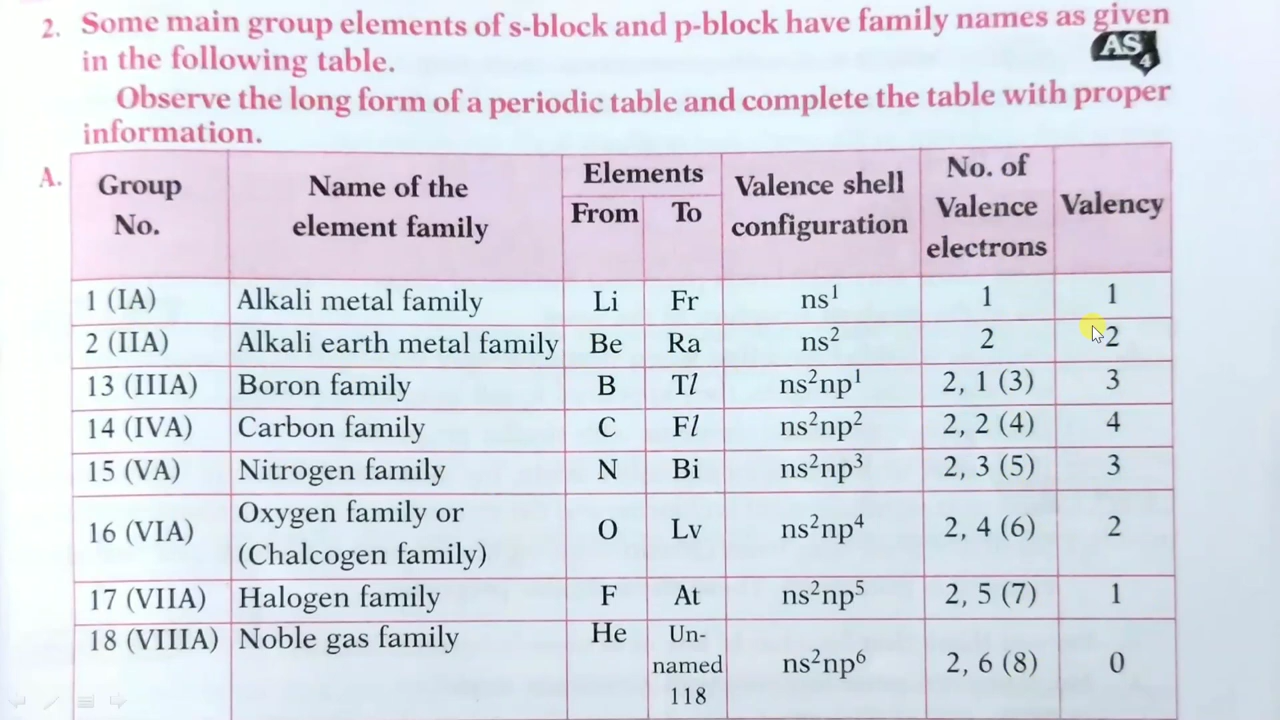 2. Some main group elements of s-block and p-block have family names as given
in the following table.
AS
4
Observe the long form of a periodic table and complete the table with proper
information.
A.
Group No. | Name of the element family | Elements From | Elements To | Valence shell configuration | No. of Valence electrons | Valency
1 (IA) | Alkali metal family | Li | Fr | ns¹ | 1 | 1
2 (IIA) | Alkali earth metal family | Be | Ra | ns² | 2 | 2
13 (IIIA) | Boron family | B | Tl | ns²np¹ | 2, 1 (3) | 3
14 (IVA) | Carbon family | C | Fl | ns²np² | 2, 2 (4) | 4
15 (VA) | Nitrogen family | N | Bi | ns²np³ | 2, 3 (5) | 3
16 (VIA) | Oxygen family or (Chalcogen family) | O | Lv | ns²np⁴ | 2, 4 (6) | 2
17 (VIIA) | Halogen family | F | At | ns²np⁵ | 2, 5 (7) | 1
18 (VIIIA) | Noble gas family | He | Un-named 118 | ns²np⁶ | 2, 6 (8) | 0